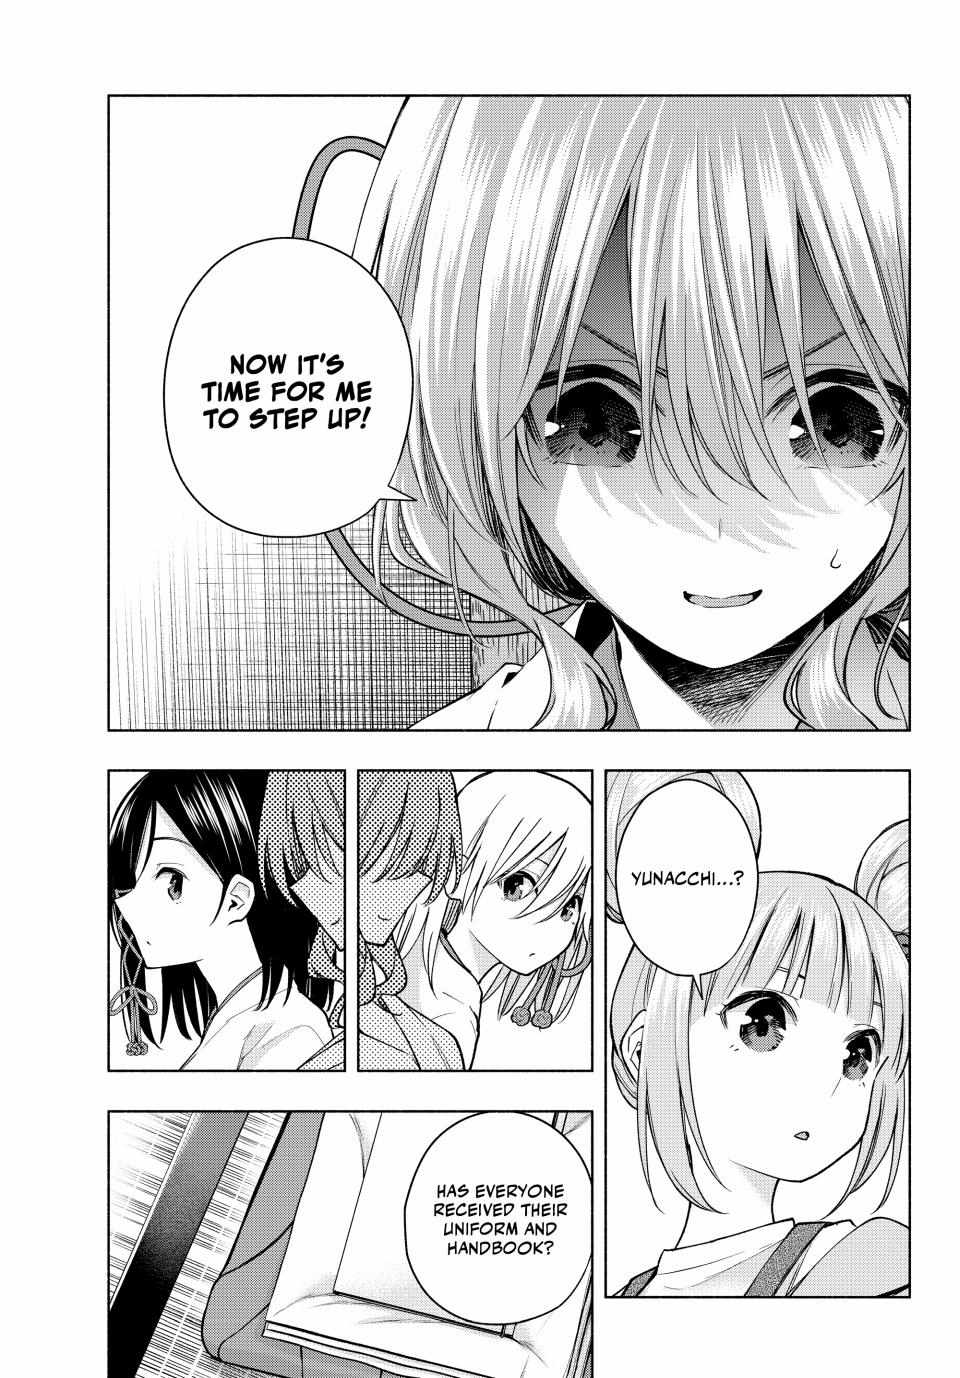 NOW IT'S
TIME FOR ME
TO STEP UP!
YUNACCHI...?
HAS EVERYONE
RECEIVED THEIR
UNIFORM AND
HANDBOOK?